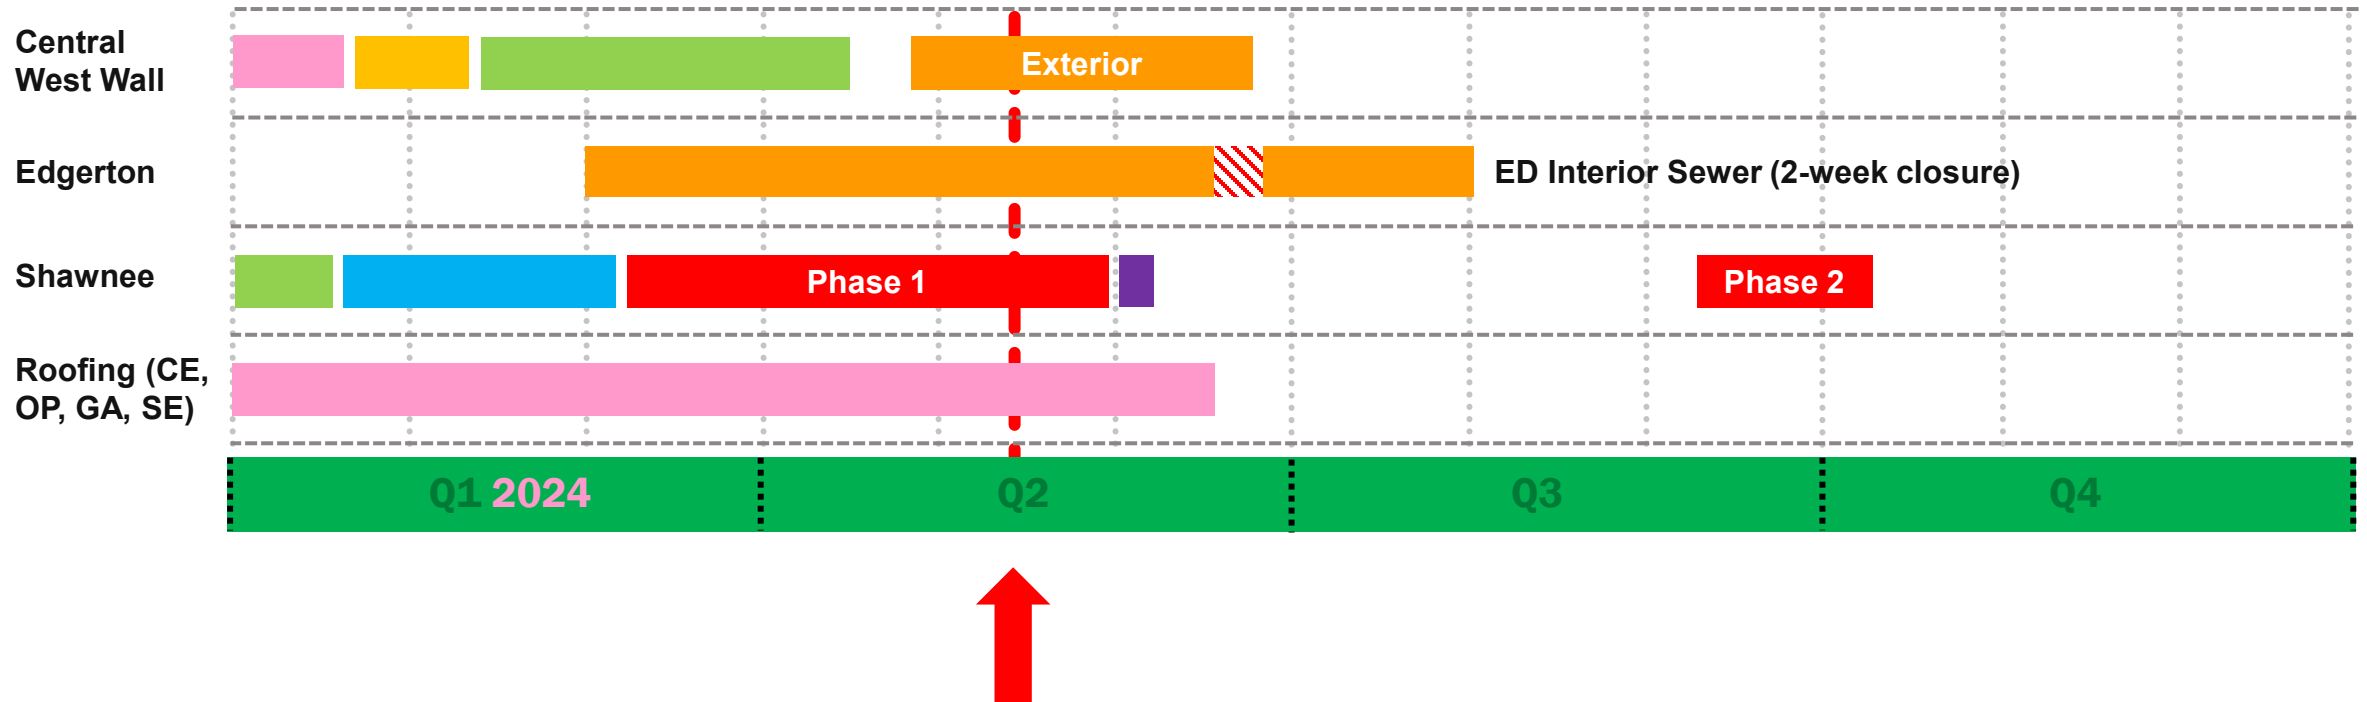 Central
West Wall
Exterior
Edgerton
ED Interior Sewer (2-week closure)
Shawnee
Phase 1
Phase 2
Roofing (CE,
OP, GA, SE)
Q1 2024
Q2
Q3
Q4